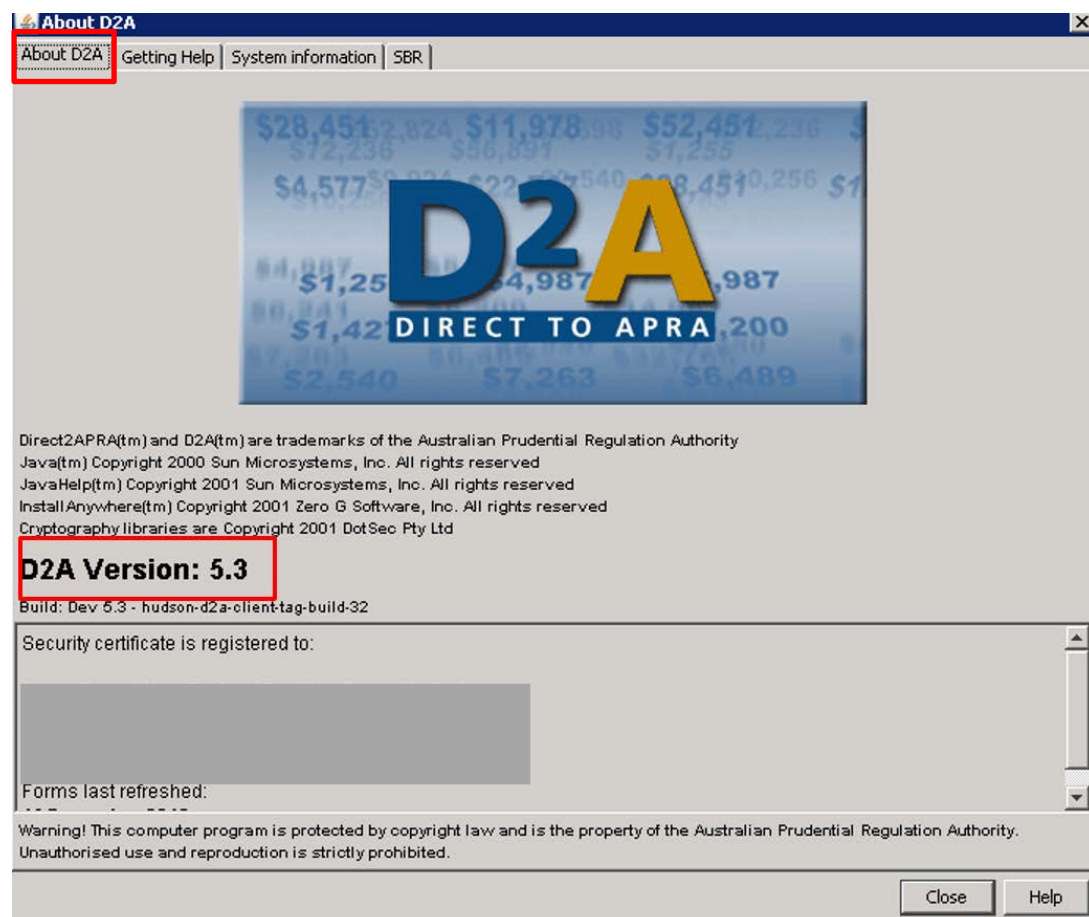 About D2A
About D2A Getting Help System information SBR
$28,451 $11,978 $52,451
$72,236 $56,891 $1,255
$4,577
D2A
$1,25 $4,987 ,987
DIRECT TO APRA
$1,42 ,200
$2,540 $7,263 $6,489
Direct2APRA(tm) and D2A(tm) are trademarks of the Australian Prudential Regulation Authority
Java(tm) Copyright 2000 Sun Microsystems, Inc. All rights reserved
JavaHelp(tm) Copyright 2001 Sun Microsystems, Inc. All rights reserved
InstallAnywhere(tm) Copyright 2001 Zero G Software, Inc. All rights reserved
Cryptography libraries are Copyright 2001 DotSec Pty Ltd
D2A Version: 5.3
Build: Dev 5.3 - hudson-d2a-client-tag-build-32
Security certificate is registered to:
Forms last refreshed:
Warning! This computer program is protected by copyright law and is the property of the Australian Prudential Regulation Authority.
Unauthorised use and reproduction is strictly prohibited.
Close Help